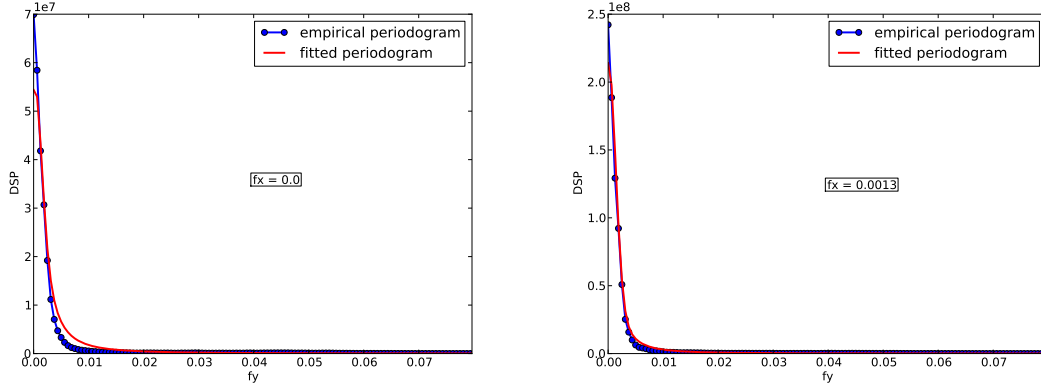 1e7
7
6
5
4
3
2
1
0
DSP
empirical periodogram
fitted periodogram
fx = 0.0
0.00 0.01 0.02 0.03 0.04 0.05 0.06 0.07
fy
1e8
2.5
2.0
1.5
1.0
0.5
0.0
DSP
empirical periodogram
fitted periodogram
fx = 0.0013
0.00 0.01 0.02 0.03 0.04 0.05 0.06 0.07
fy